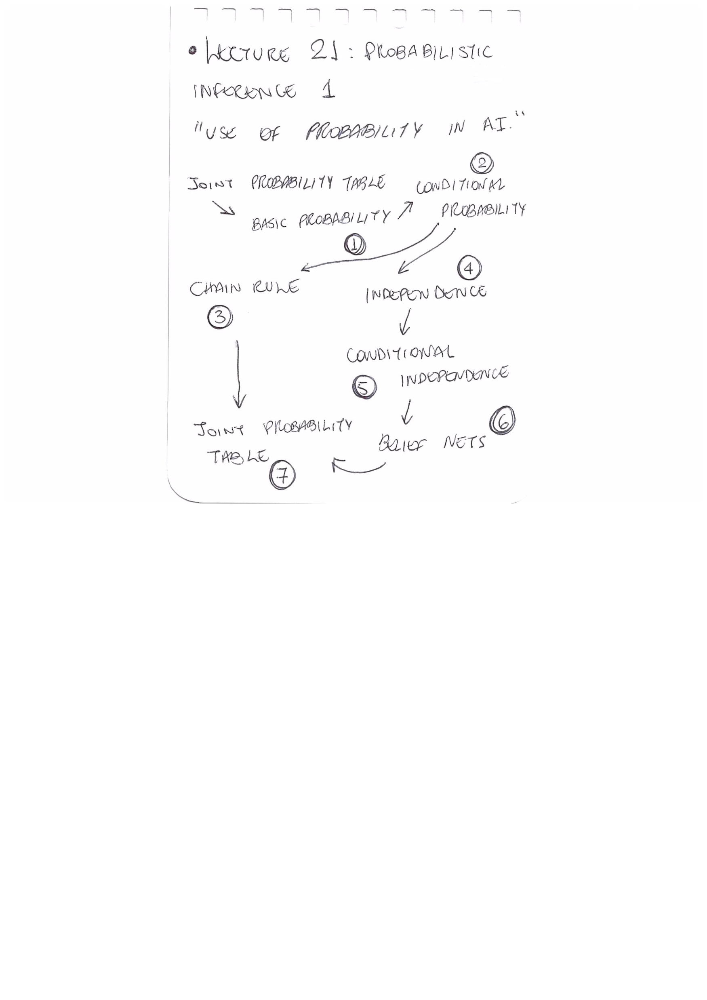 • LECTURE 21: PROBABILISTIC
INFERENCE 1
"USE OF PROBABILITY IN A.I."
②
JOINT PROBABILITY TABLE CONDITIONAL
↘ BASIC PROBABILITY ↗ PROBABILITY
①
④
CHAIN RULE INDEPENDENCE
③
CONDITIONAL
⑤ INDEPENDENCE
⑥
JOINT PROBABILITY
BELIEF NETS
TABLE
⑦